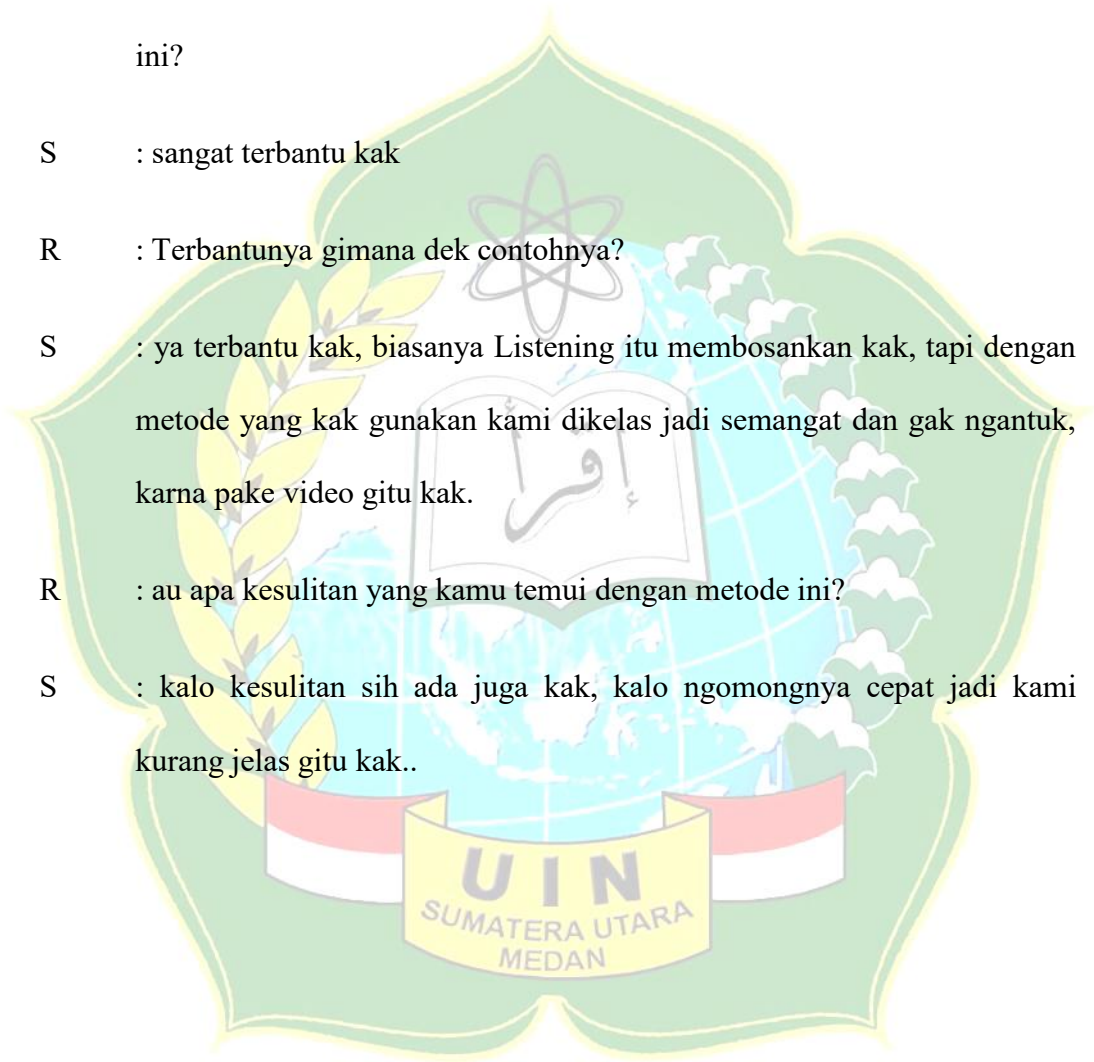 ini?
S : sangat terbantu kak
R : Terbantunya gimana dek contohnya?
S : ya terbantu kak, biasanya Listening itu membosankan kak, tapi dengan
metode yang kak gunakan kami dikelas jadi semangat dan gak ngantuk,
karna pake video gitu kak.
إقرأ
R : au apa kesulitan yang kamu temui dengan metode ini?
S : kalo kesulitan sih ada juga kak, kalo ngomongnya cepat jadi kami
kurang jelas gitu kak..
UIN
SUMATERA UTARA
MEDAN